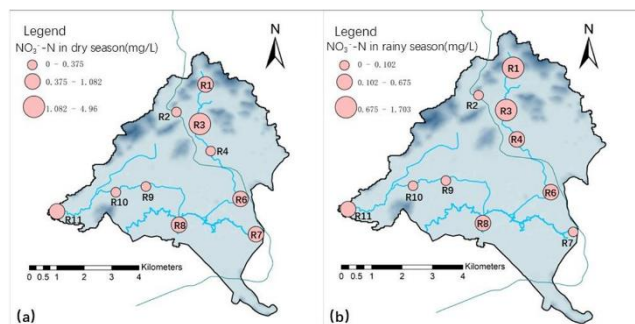 Legend
NO₃⁻-N in dry season(mg/L)
0 - 0.375
0.375 - 1.082
1.082 - 4.96
N
R1
R2
R3
R4
R6
R9
R10
R11
R8
R7
Kilometers
0 0.5 1 2 3 4
(a)
Legend
NO₃⁻-N in rainy season(mg/L)
0 - 0.102
0.102 - 0.675
0.675 - 1.703
N
R1
R2
R3
R4
R6
R9
R10
R11
R8
R7
Kilometers
0 0.5 1 2 3 4
(b)